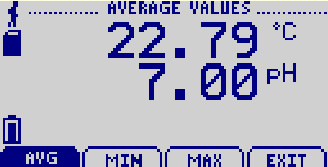 AVERAGE VALUES
22.79 °C
7.00 pH
AVG MIN MAX EXIT